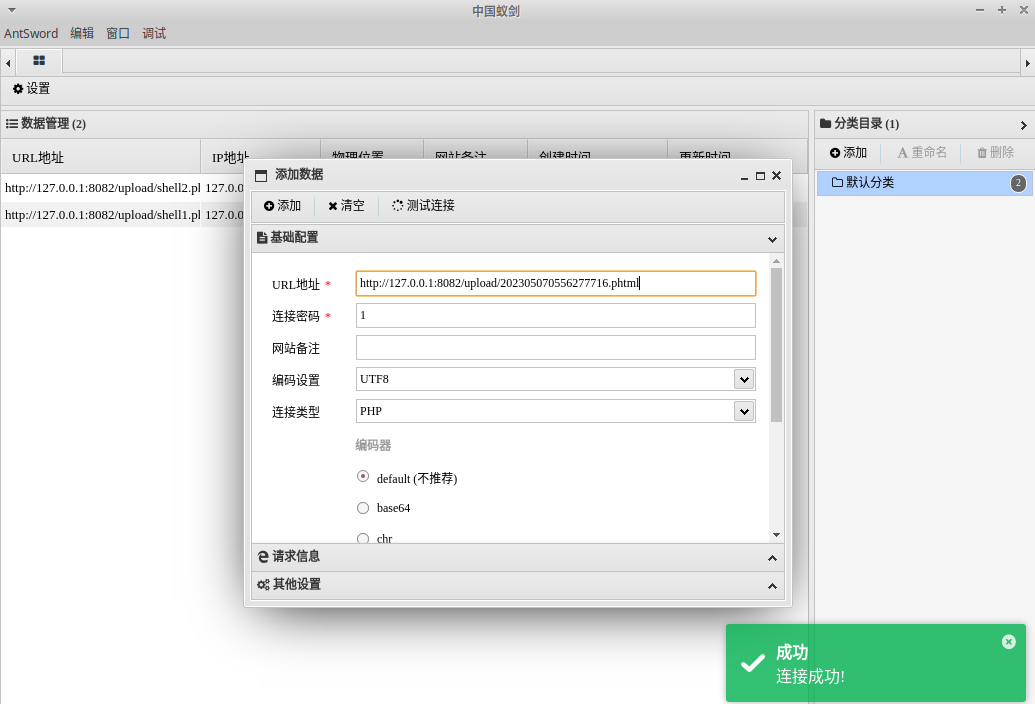 中国蚁剑
AntSword 编辑 窗口 调试
设置
数据管理 (2)
分类目录 (1)
URL地址 IP地址 物理位置 网站备注 创建时间 更新时间
添加 重命名 删除
http://127.0.0.1:8082/upload/shell2.pl 127.0.0
http://127.0.0.1:8082/upload/shell1.pl 127.0.0
默认分类 2
添加数据
添加 清空 测试连接
基础配置
URL地址 * http://127.0.0.1:8082/upload/202305070556277716.phtml
连接密码 * 1
网站备注
编码设置 UTF8
连接类型 PHP
编码器
default (不推荐)
base64
chr
请求信息
其他设置
成功
连接成功!